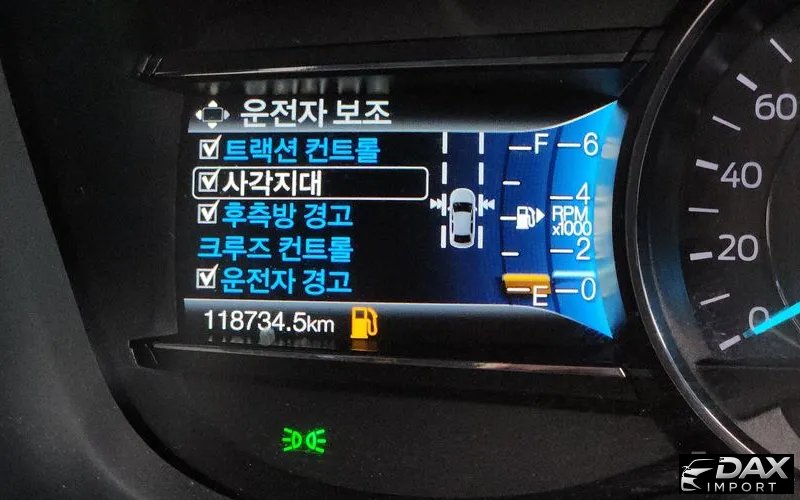 운전자 보조
트랙션 컨트롤
사각지대
후측방 경고
크루즈 컨트롤
운전자 경고
118734.5km
F
E
6
4
RPM
x1000
2
0
60
40
20
0
DAX
IMPORT